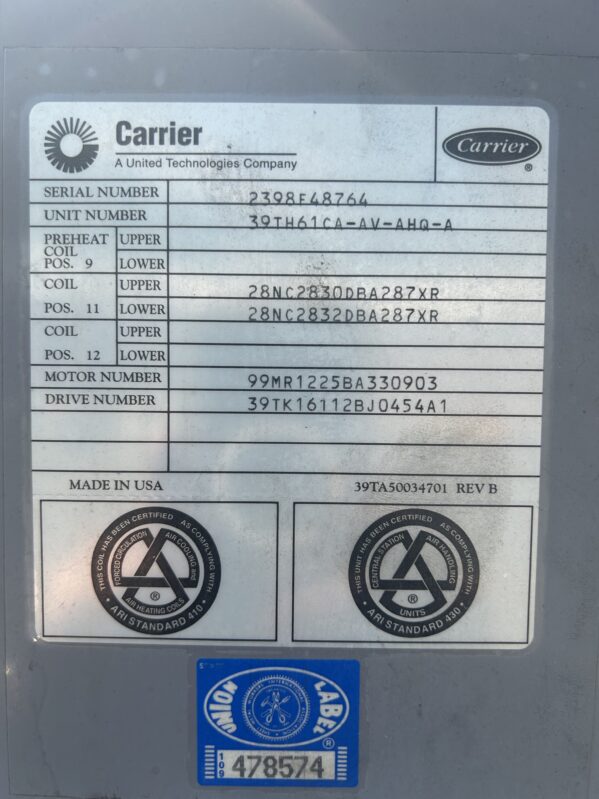 Carrier
A United Technologies Company
Carrier
®
SERIAL NUMBER 2398F48764
UNIT NUMBER 39TH61CA-AV-AHQ-A
PREHEAT COIL POS. 9 UPPER
LOWER
COIL UPPER 28NC2830DBA287XR
POS. 11 LOWER 28NC2832DBA287XR
COIL UPPER
POS. 12 LOWER
MOTOR NUMBER 99MR1225BA330903
DRIVE NUMBER 39TK16112BJ0454A1
MADE IN USA 39TA50034701 REV B
THIS COIL HAS BEEN CERTIFIED AS COMPLYING WITH
FORCED CIRCULATION
AIR COOLING and
AIR HEATING COILS
®
• ARI STANDARD 410 •
THIS UNIT HAS BEEN CERTIFIED AS COMPLYING WITH
CENTRAL STATION
AIR HANDLING
®
UNITS
• ARI STANDARD 430 •
UNION LABEL
®
109
478574